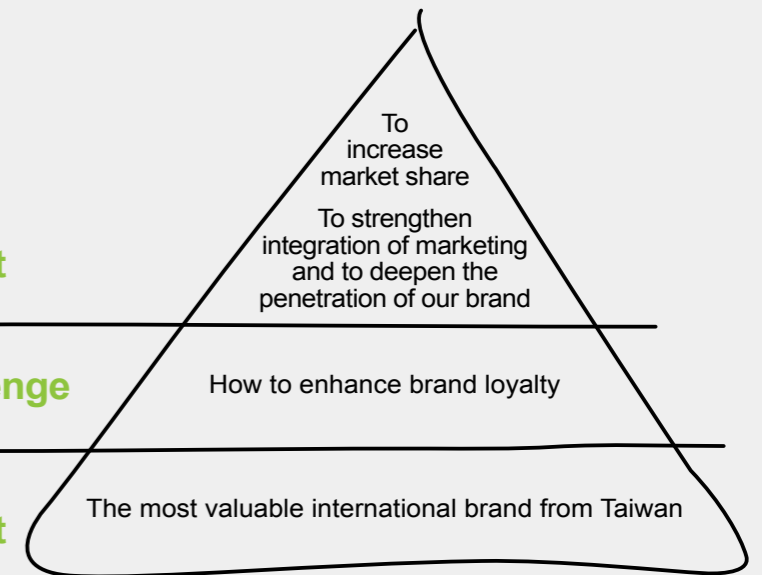 To
increase
market share
To strengthen
integration of marketing
and to deepen the
penetration of our brand
How to enhance brand loyalty
The most valuable international brand from Taiwan